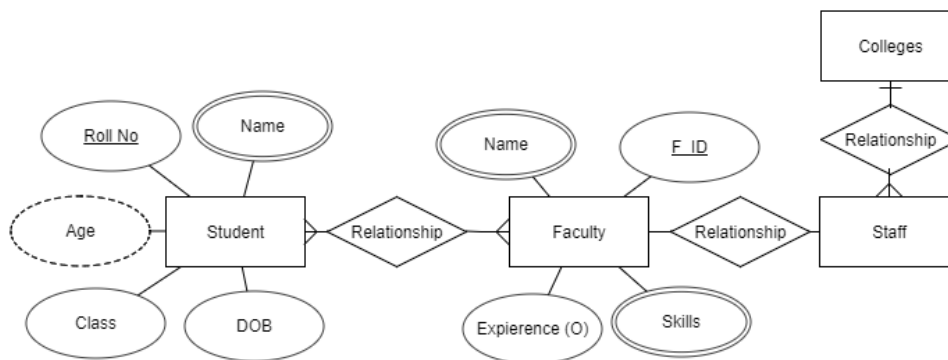 Colleges
Roll No
Name
Name
F_ID
Relationship
Age
Student
Relationship
Faculty
Relationship
Staff
Class
DOB
Expierence (O)
Skills